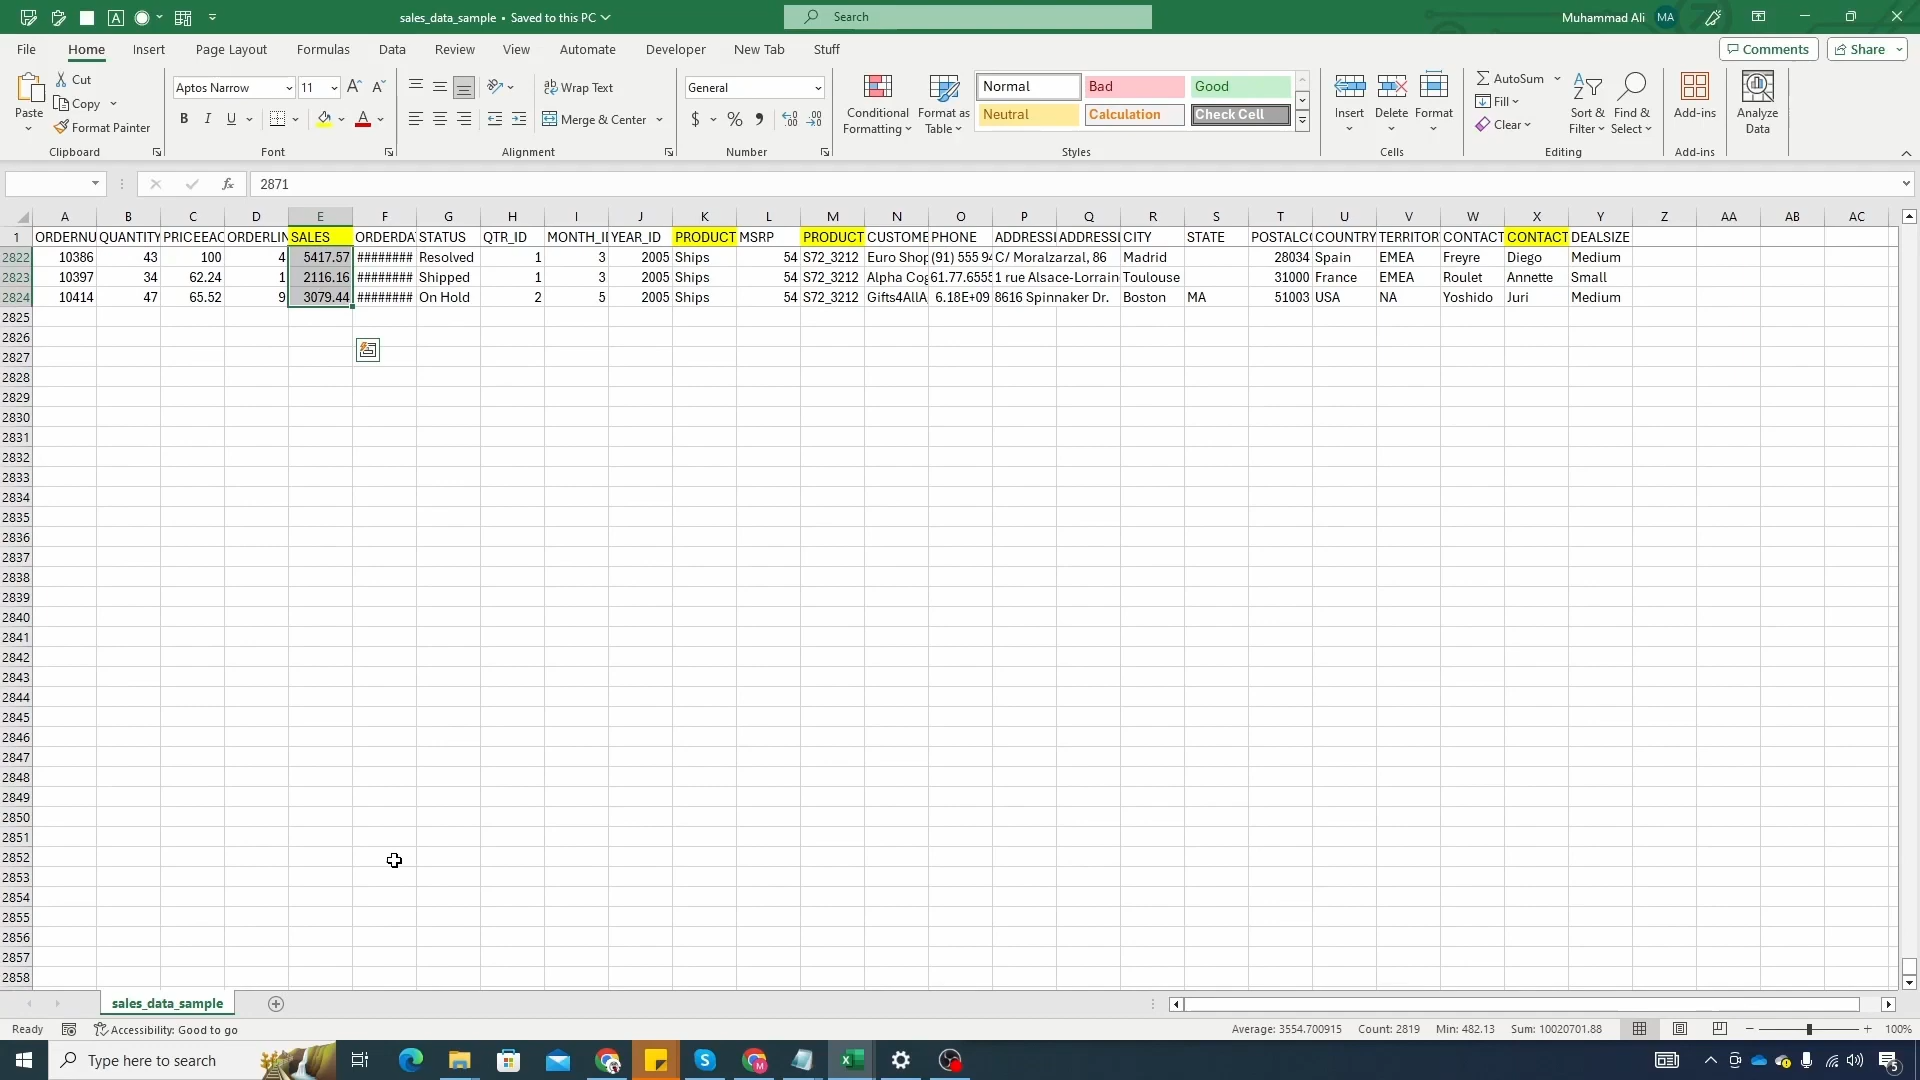 sales_data_sample • Saved to this PC
Search
Muhammad Ali
MA
File Home Insert Page Layout Formulas Data Review View Automate Developer New Tab Stuff
Comments
Share
Paste
Cut
Copy
Format Painter
Clipboard
Aptos Narrow
11
B I U
A
Font
Wrap Text
Merge & Center
Alignment
General
$ % 9
Number
Conditional Formatting
Format as Table
Normal Bad Good
Neutral Calculation Check Cell
Styles
Insert Delete Format
Cells
AutoSum
Fill
Clear
Sort & Filter
Find & Select
Editing
Add-ins
Add-ins
Analyze Data
fx
2871
A B C D E F G H I J K L M N O P Q R S T U V W X Y Z AA AB AC
1 ORDERNU QUANTITY PRICEEAC ORDERLIN SALES ORDERDA STATUS QTR_ID MONTH_I YEAR_ID PRODUCT MSRP PRODUCT CUSTOME PHONE ADDRESS ADDRESS CITY STATE POSTALCO COUNTRY TERRITOR CONTACT CONTACT DEALSIZE
2822 10386 43 100 4 5417.57 ######## Resolved 1 3 2005 Ships 54 S72_3212 Euro Shop (91) 555 94 C/ Moralzarzal, 86 Madrid 28034 Spain EMEA Freyre Diego Medium
2823 10397 34 62.24 1 2116.16 ######## Shipped 1 3 2005 Ships 54 S72_3212 Alpha Cog 61.77.6555 1 rue Alsace-Lorrain Toulouse 31000 France EMEA Roulet Annette Small
2824 10414 47 65.52 9 3079.44 ######## On Hold 2 5 2005 Ships 54 S72_3212 Gifts4AllA 6.18E+09 8616 Spinnaker Dr. Boston MA 51003 USA NA Yoshido Juri Medium
2825
2826
2827
2828
2829
2830
2831
2832
2833
2834
2835
2836
2837
2838
2839
2840
2841
2842
2843
2844
2845
2846
2847
2848
2849
2850
2851
2852
2853
2854
2855
2856
2857
2858
sales_data_sample
Ready
Accessibility: Good to go
Average: 3554.700915 Count: 2819 Min: 482.13 Sum: 10020701.88
100%
Type here to search
5